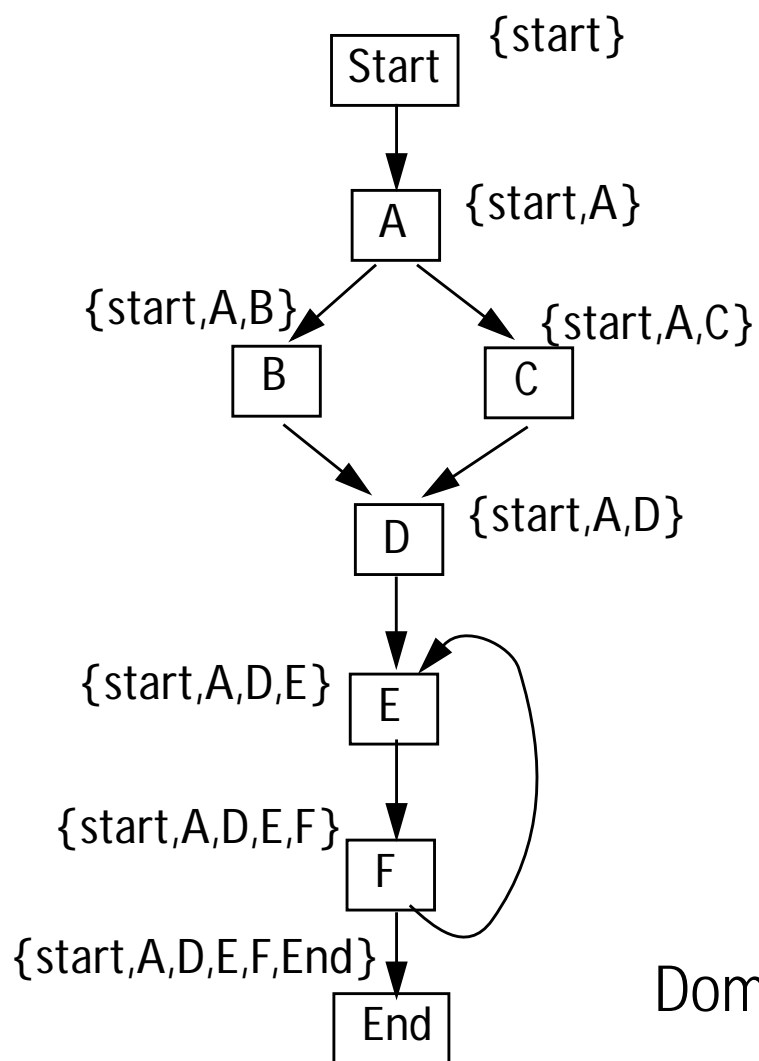 {start}
Start
{start,A}
A
{start,A,B}
{start,A,C}
B
C
{start,A,D}
D
{start,A,D,E}
E
{start,A,D,E,F}
F
{start,A,D,E,F,End}
Dom
End